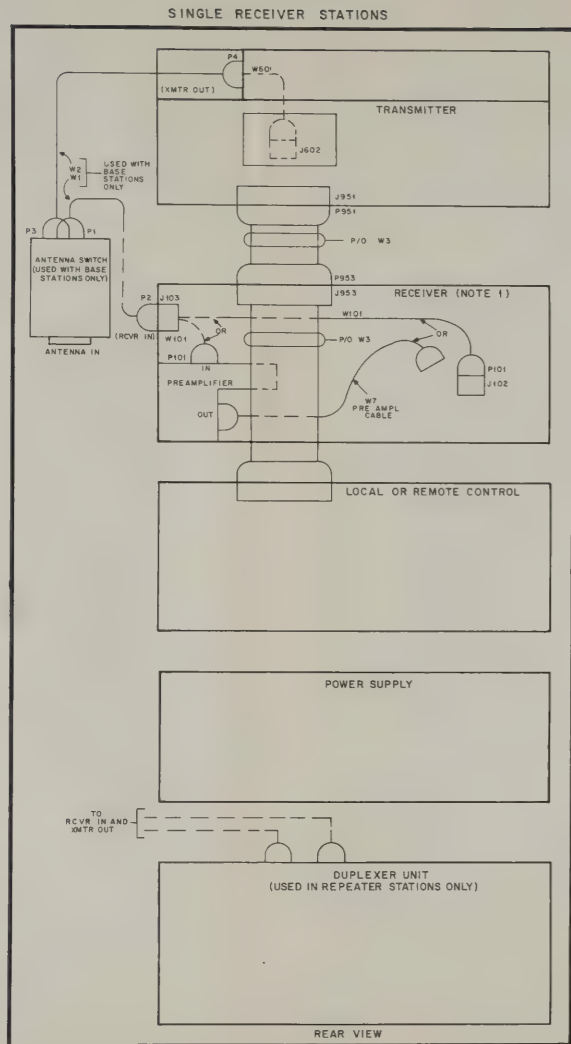 SINGLE RECEIVER STATIONS
P4
W601
(XMTR OUT)
TRANSMITTER
J602
W2
W1
USED WITH
BASE
STATIONS
ONLY
J951
P951
P3
P1
P/O W3
ANTENNA SWITCH
(USED WITH BASE
STATIONS ONLY)
ANTENNA IN
P953
J953
RECEIVER (NOTE 1)
P2
J103
W101
(RCVR IN)
W101
OR
OR
P/O W3
P101
IN
P101
J102
PREAMPLIFIER
W7
PRE AMPL
CABLE
OUT
LOCAL OR REMOTE CONTROL
POWER SUPPLY
TO
RCVR IN AND
XMTR OUT
DUPLEXER UNIT
(USED IN REPEATER STATIONS ONLY)
REAR VIEW